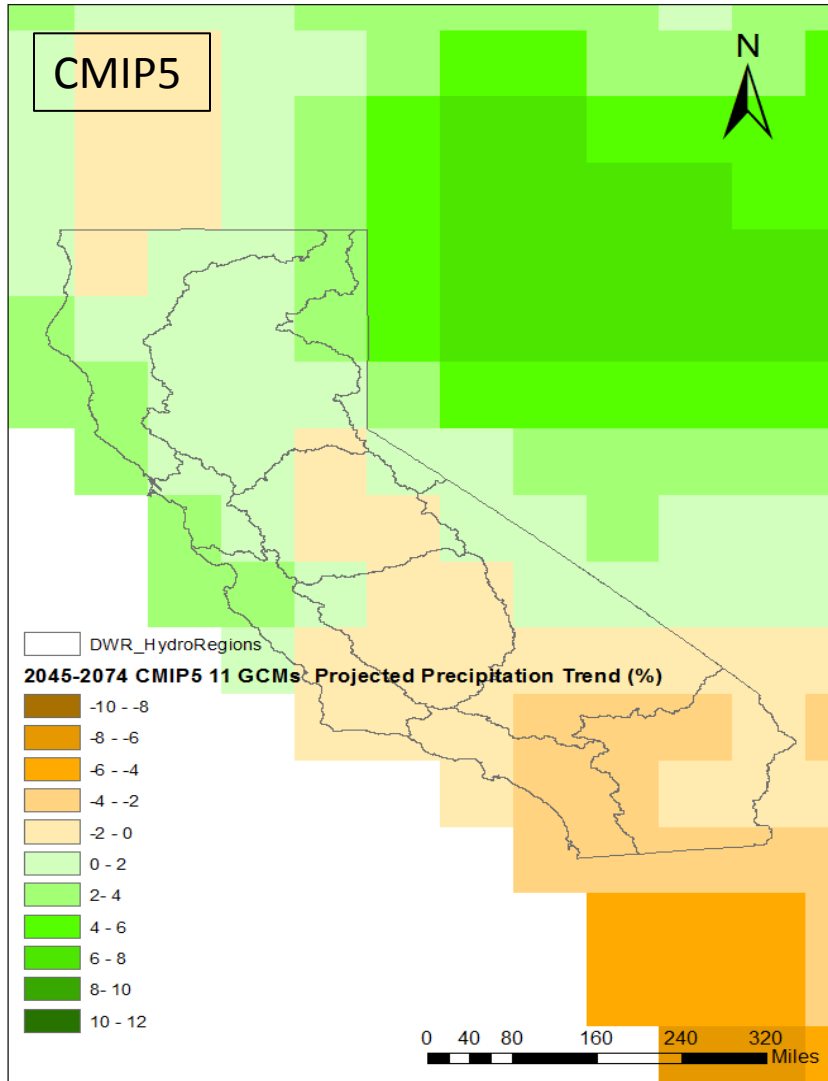 CMIP5
N
DWR_HydroRegions
2045-2074 CMIP5 11 GCMs Projected Precipitation Trend (%)
-10 - -8
-8 - -6
-6 - -4
-4 - -2
-2 - 0
0 - 2
2 - 4
4 - 6
6 - 8
8- 10
10 - 12
0 40 80 160 240 320
Miles